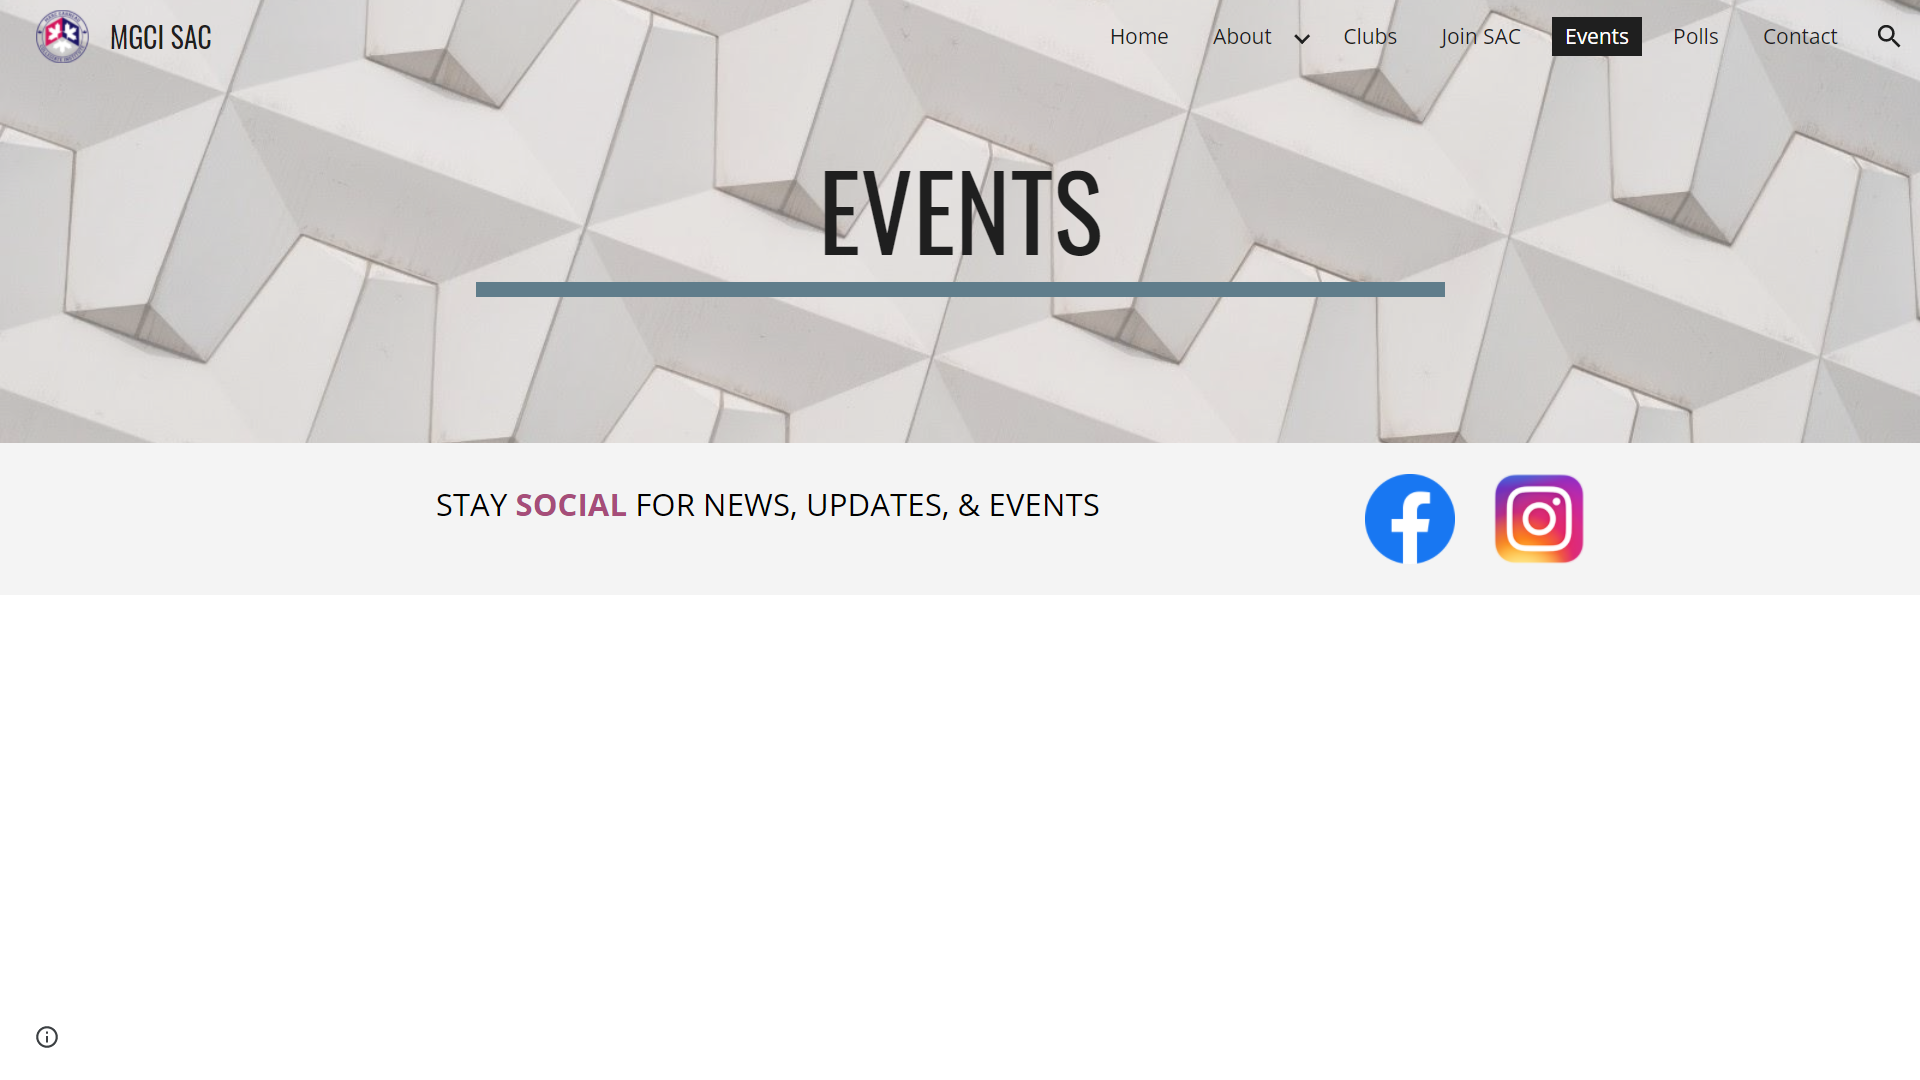 MGCI SAC
Home About Clubs Join SAC Events Polls Contact
EVENTS
STAY SOCIAL FOR NEWS, UPDATES, & EVENTS